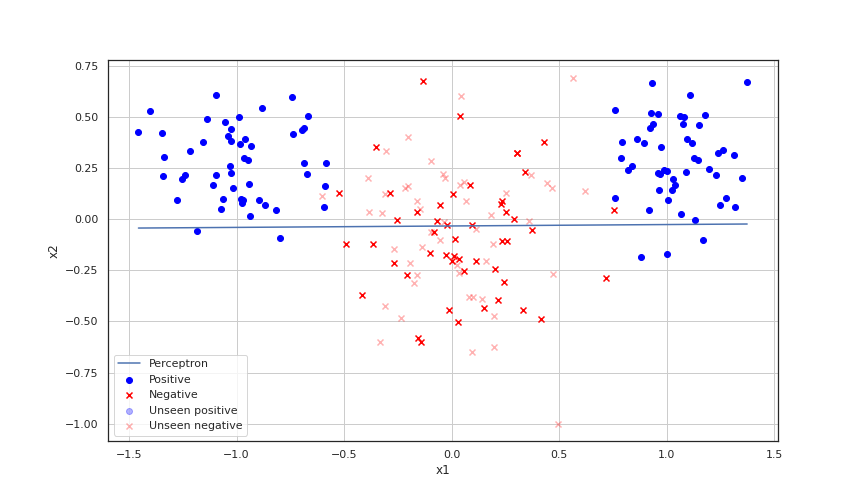 0.75
0.50
0.25
0.00
−0.25
−0.50
−0.75
−1.00
x2
Perceptron
Positive
Negative
Unseen positive
Unseen negative
−1.5
−1.0
−0.5
0.0
0.5
1.0
1.5
x1